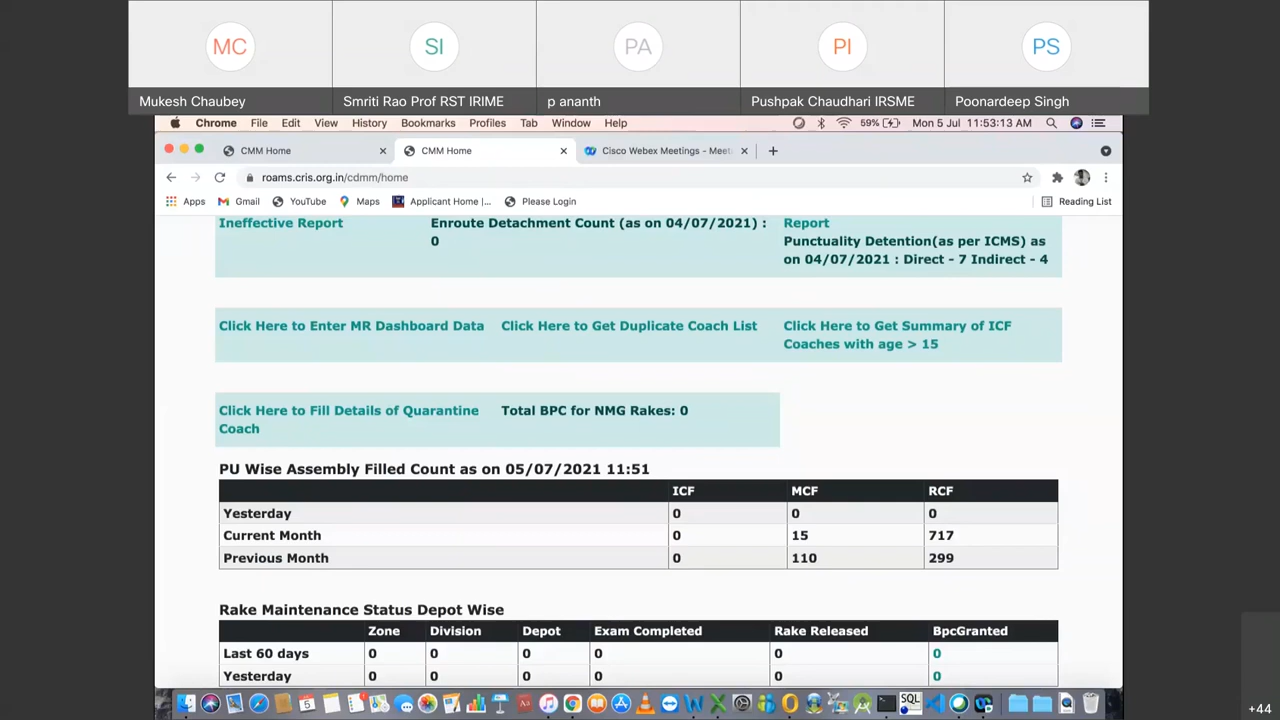 MC
SI
PA
PI
PS
Mukesh Chaubey
Smriti Rao Prof RST IRIME
p ananth
Pushpak Chaudhari IRSME
Poonardeep Singh
Chrome File Edit View History Bookmarks Profiles Tab Window Help
59% Mon 5 Jul 11:53:13 AM
CMM Home
CMM Home
Cisco Webex Meetings - Meet
roams.cris.org.in/cdmm/home
Apps Gmail YouTube Maps Applicant Home |... Please Login Reading List
Ineffective Report
Enroute Detachment Count (as on 04/07/2021) :
0
Report
Punctuality Detention(as per ICMS) as
on 04/07/2021 : Direct - 7 Indirect - 4
Click Here to Enter MR Dashboard Data
Click Here to Get Duplicate Coach List
Click Here to Get Summary of ICF
Coaches with age > 15
Click Here to Fill Details of Quarantine
Coach
Total BPC for NMG Rakes: 0
PU Wise Assembly Filled Count as on 05/07/2021 11:51
ICF MCF RCF
Yesterday 0 0 0
Current Month 0 15 717
Previous Month 0 110 299
Rake Maintenance Status Depot Wise
Zone Division Depot Exam Completed Rake Released BpcGranted
Last 60 days 0 0 0 0 0 0
Yesterday 0 0 0 0 0 0
SQL
+44